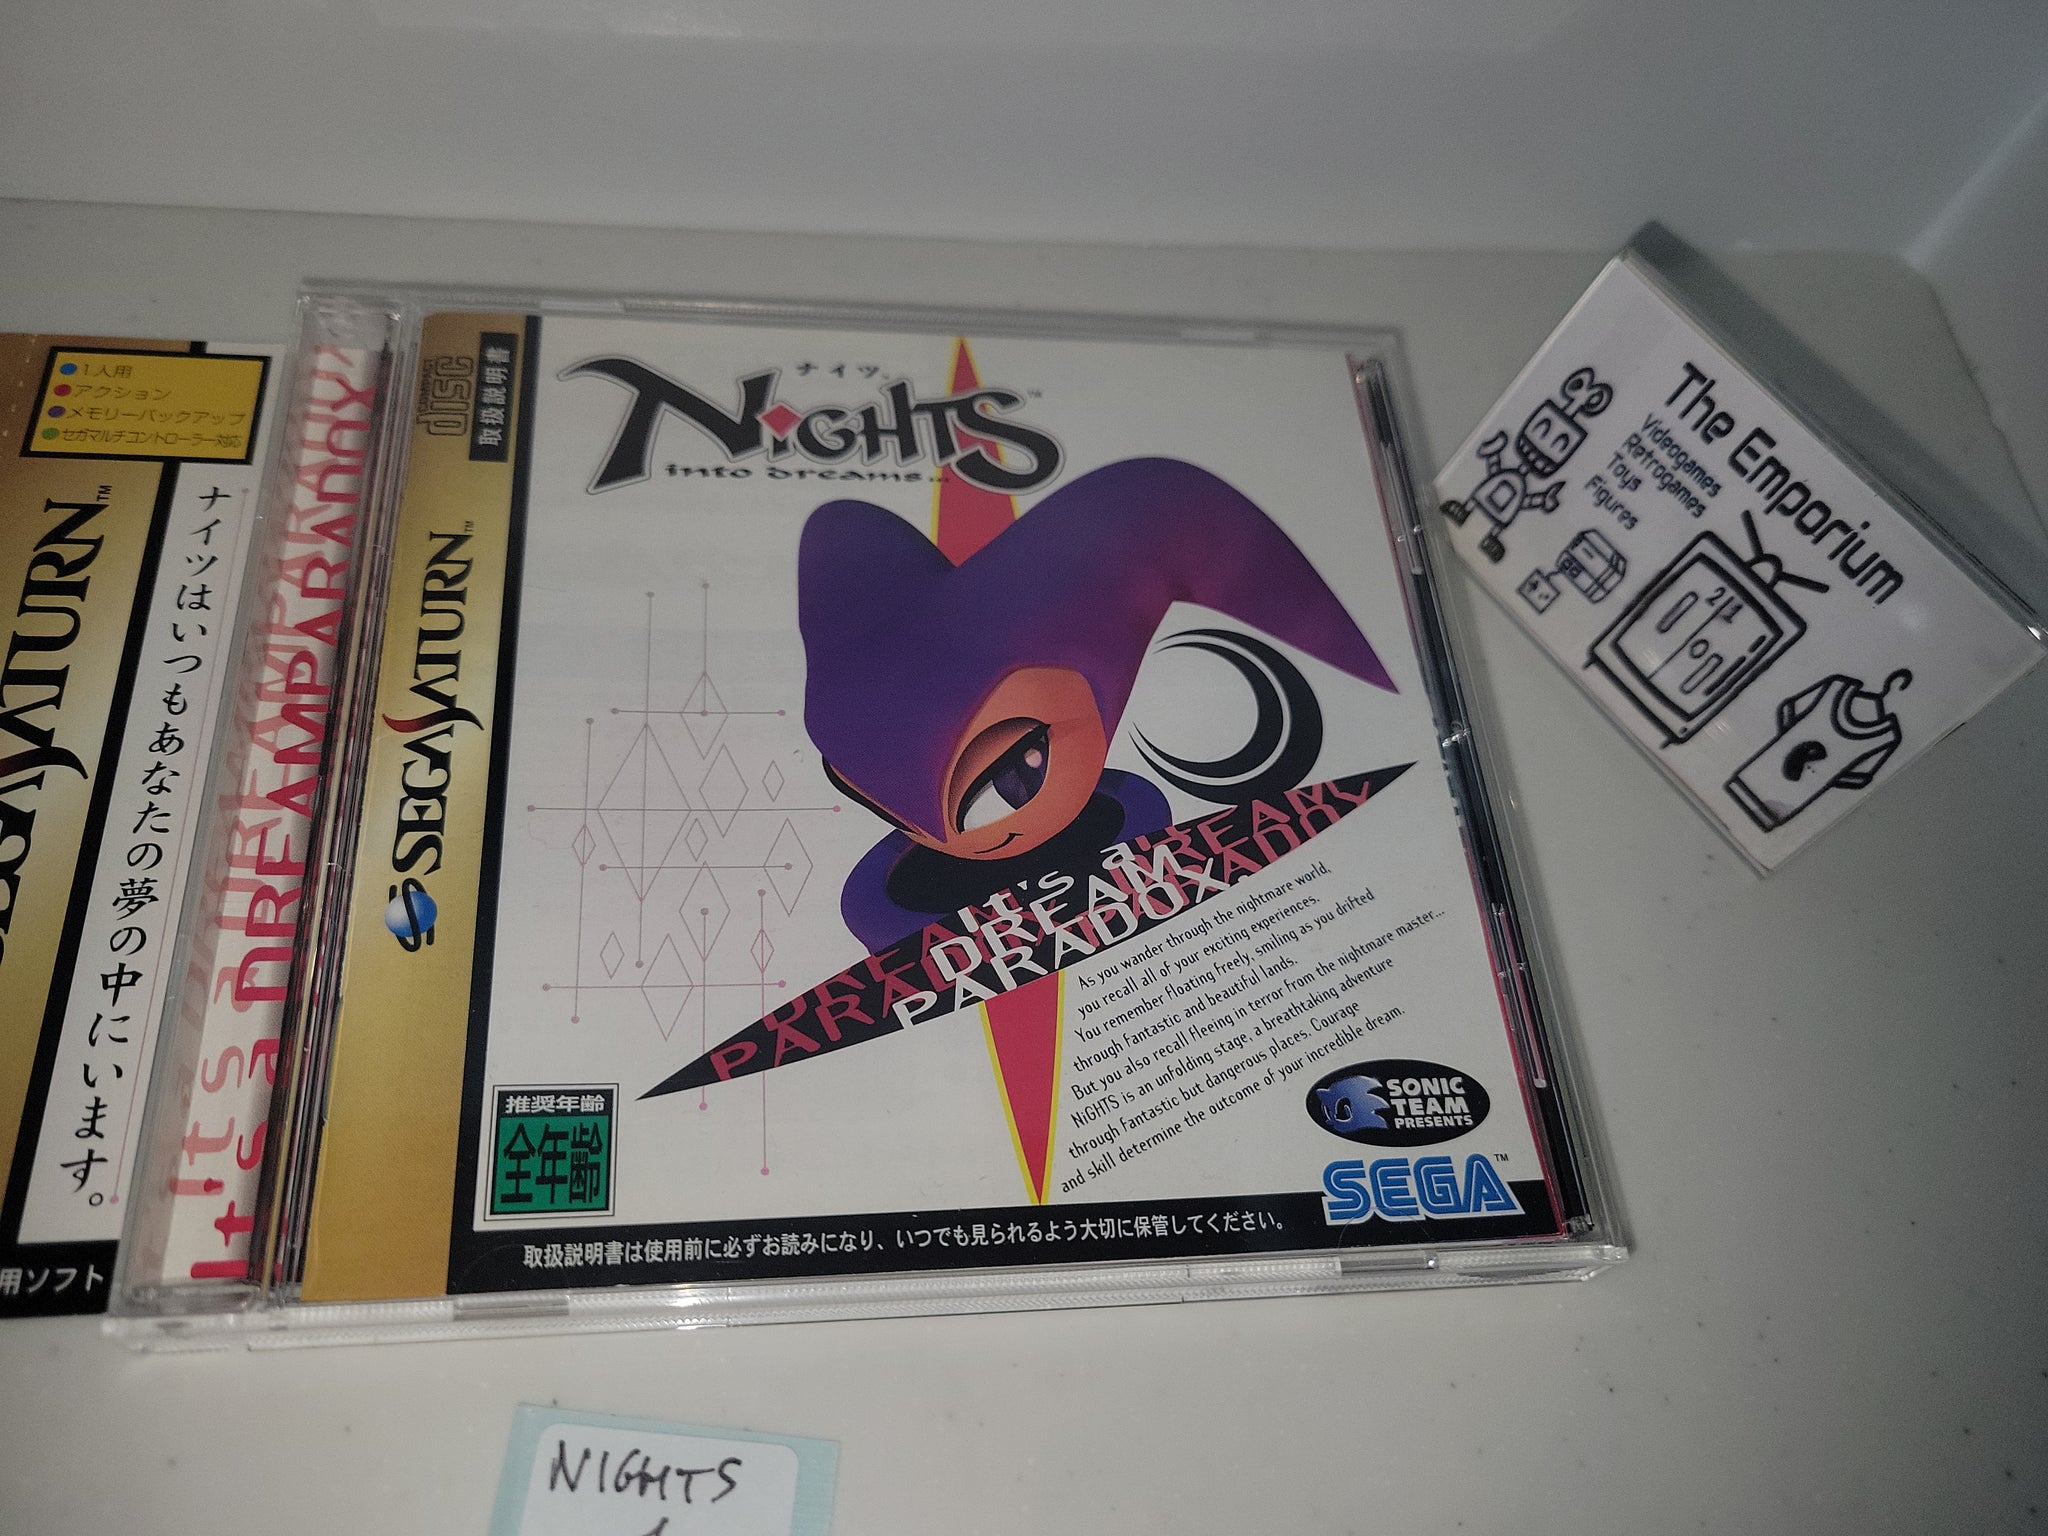 1人用
アクション
メモリーバックアップ
セガマルチコントローラー対応
SATURN™
ナイツはいつもあなたの夢の中にいます。
用ソフト
It's a DREAM PARADOX
COMPACT
disc
取扱説明書
SEGA SATURN™
ナイツ
NiGHTS™
into dreams...
IT'S a
DREAM
PARADOX.
As you wander through the nightmare world,
you recall all of your exciting experiences.
You remember floating freely, smiling as you drifted
through fantastic and beautiful lands.
But you also recall fleeing in terror from the nightmare master...
NiGHTS is an unfolding stage, a breathtaking adventure
through fantastic but dangerous places. Courage
and skill determine the outcome of your incredible dream.
推奨年齢
全年齢
SONIC
TEAM
PRESENTS
SEGA™
取扱説明書は使用前に必ずお読みになり、いつでも見られるよう大切に保管してください。
The Emporium
Videogames
Retrogames
Toys
Figures
NIGHTS